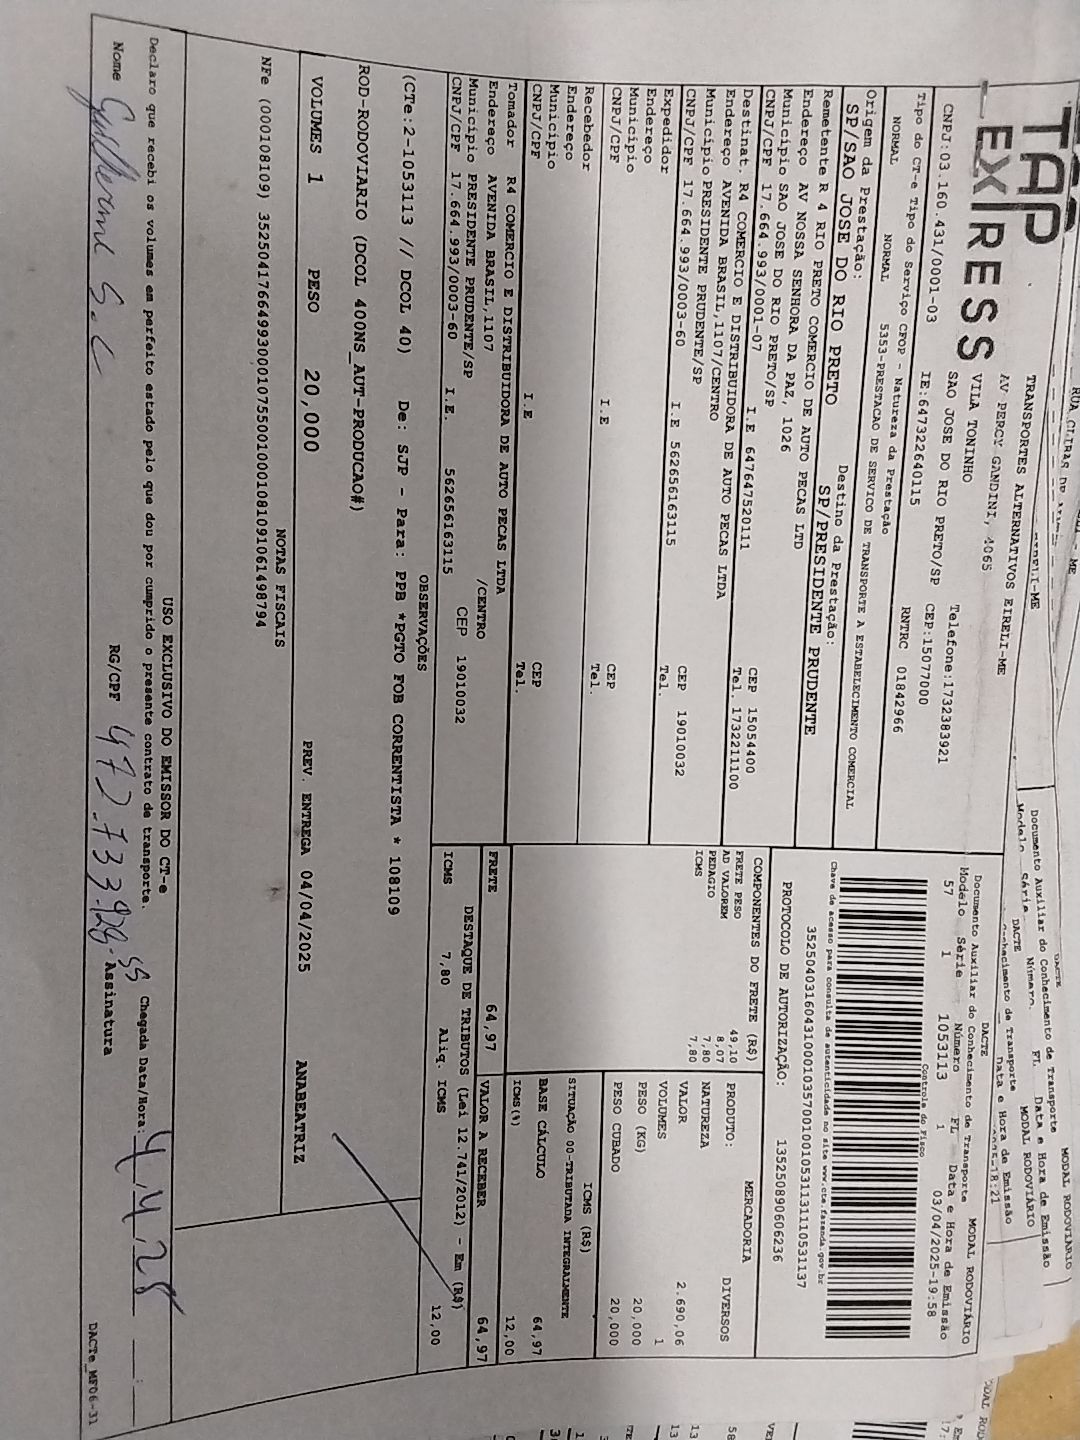 TAP
EXPRESS
TRANSPORTES ALTERNATIVOS EIRELI-ME
AV PERCY GANDINI, 4065
VILA TONINHO
SAO JOSE DO RIO PRETO/SP
Telefone:1732383921
CNPJ:03.160.431/0001-03 IE:647322640115 CEP:15077000
RNTRC 01842966
Tipo do CT-e Tipo do Serviço CFOP - Natureza da Prestação
NORMAL NORMAL 5353-PRESTACAO DE SERVICO DE TRANSPORTE A ESTABELECIMENTO COMERCIAL
Origem da Prestação: Destino da Prestação:
SP/SAO JOSE DO RIO PRETO SP/PRESIDENTE PRUDENTE
Remetente R 4 RIO PRETO COMERCIO DE AUTO PECAS LTD
Endereço AV NOSSA SENHORA DA PAZ, 1026
Município SAO JOSE DO RIO PRETO/SP CEP 15054400
CNPJ/CPF 17.664.993/0001-07 I.E 647647520111 Tel. 1732211100
Destinat. R4 COMERCIO E DISTRIBUIDORA DE AUTO PECAS LTDA
Endereço AVENIDA BRASIL,1107/CENTRO
Município PRESIDENTE PRUDENTE/SP CEP 19010032
CNPJ/CPF 17.664.993/0003-60 I.E 562656163115 Tel.
Expedidor
Endereço
Município CEP
CNPJ/CPF I.E Tel.
Recebedor
Endereço
Município CEP
CNPJ/CPF I.E Tel.
Tomador R4 COMERCIO E DISTRIBUIDORA DE AUTO PECAS LTDA
Endereço AVENIDA BRASIL,1107 /CENTRO
Município PRESIDENTE PRUDENTE/SP CEP 19010032
CNPJ/CPF 17.664.993/0003-60 I.E. 562656163115
DACTE
Documento Auxiliar do Conhecimento de Transporte MODAL RODOVIÁRIO
Modelo Série Número FL Data e Hora de Emissão
57 1 1053113 1 03/04/2025-19:58
Controle do Fisco
Chave de acesso para consulta de autenticidade no site www.cte.fazenda.gov.br
35250403160431000103570010010531131110531137
PROTOCOLO DE AUTORIZAÇÃO: 135250890606236
COMPONENTES DO FRETE (R$)
FRETE PESO 49,10
AD VALOREM 8,07
PEDAGIO 7,80
ICMS 7,80
MERCADORIA
PRODUTO: DIVERSOS
NATUREZA
VALOR 2.690,06
VOLUMES 1
PESO (KG) 20,000
PESO CUBADO 20,000
ICMS (R$)
SITUAÇÃO 00-TRIBUTADA INTEGRALMENTE
BASE CÁLCULO 64,97
ICMS(%) 12,00
FRETE 64,97 VALOR A RECEBER 64,97
DESTAQUE DE TRIBUTOS (Lei 12.741/2012) - Em (R$)
ICMS 7,80 Aliq. ICMS 12,00
OBSERVAÇÕES
(CTe:2-1053113 // DCOL 40) De: SJP - Para: PPB *PGTO FOB CORRENTISTA * 108109
ROD-RODOVIARIO (DCOL 400NS_AUT-PRODUCAO#)
VOLUMES 1 PESO 20,000 PREV. ENTREGA 04/04/2025 ANABEATRIZ
NOTAS FISCAIS
NFe (000108109) 35250417664993000107550010001081091061498794
USO EXCLUSIVO DO EMISSOR DO CT-e
Declaro que recebi os volumes em perfeito estado pelo que dou por cumprido o presente contrato de transporte. Chegada Data/Hora:
Nome Guilherme S. C RG/CPF Assinatura
DACTe_MF06-31